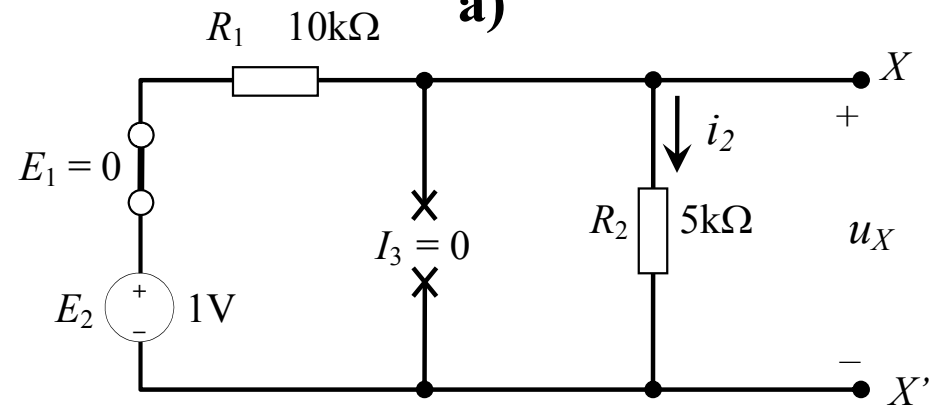 a)
R1 10kΩ
X
+
i2
E1 = 0
R2 5kΩ
uX
I3 = 0
+
E2 1V
−
−
X’